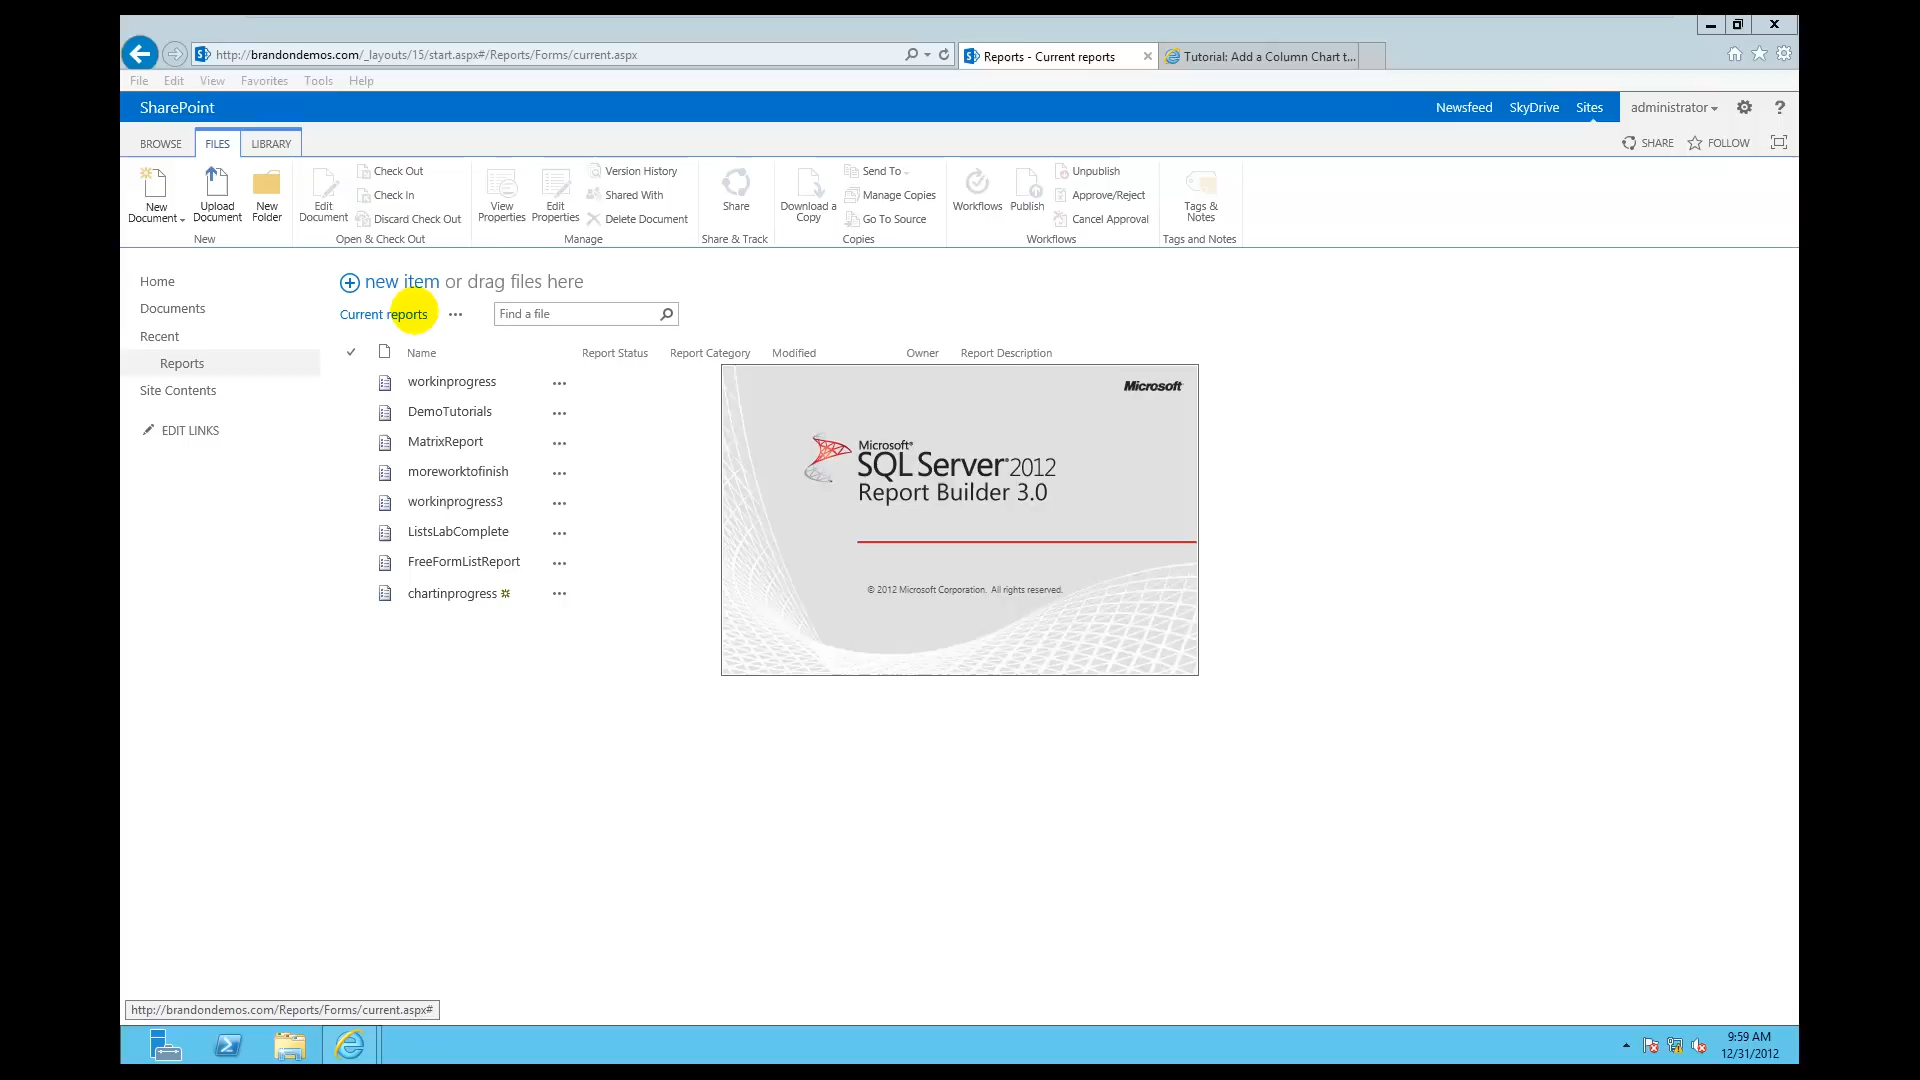 http://brandondemos.com/_layouts/15/start.aspx#/Reports/Forms/current.aspx
Reports - Current reports
Tutorial: Add a Column Chart t...
File Edit View Favorites Tools Help
SharePoint
Newsfeed SkyDrive Sites administrator ?
BROWSE FILES LIBRARY
SHARE FOLLOW
New Document
Upload Document
New Folder
New
Edit Document
Check Out
Check In
Discard Check Out
Open & Check Out
View Properties
Edit Properties
Version History
Shared With
Delete Document
Manage
Share
Share & Track
Download a Copy
Send To
Manage Copies
Go To Source
Copies
Workflows
Publish
Unpublish
Approve/Reject
Cancel Approval
Workflows
Tags & Notes
Tags and Notes
Home
Documents
Recent
Reports
Site Contents
EDIT LINKS
new item or drag files here
Current reports ... Find a file
Name Report Status Report Category Modified Owner Report Description
workinprogress ...
DemoTutorials ...
MatrixReport ...
moreworktofinish ...
workinprogress3 ...
ListsLabComplete ...
FreeFormListReport ...
chartinprogress ...
Microsoft
Microsoft®
SQL Server® 2012
Report Builder 3.0
© 2012 Microsoft Corporation. All rights reserved.
http://brandondemos.com/Reports/Forms/current.aspx#
9:59 AM
12/31/2012